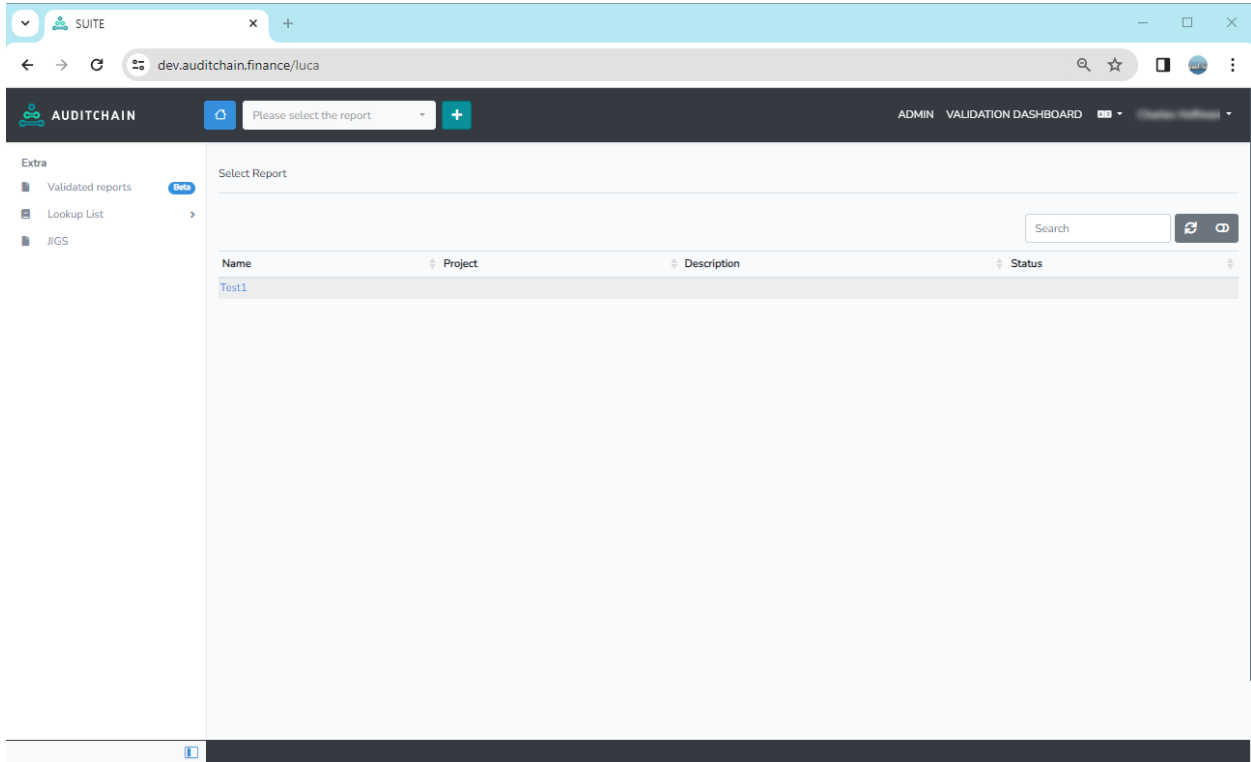 SUITE
dev.auditchain.finance/luca
AUDITCHAIN
Please select the report
ADMIN VALIDATION DASHBOARD
Extra
Validated reports Beta
Lookup List
JIGS
Select Report
Search
Name Project Description Status
Test1